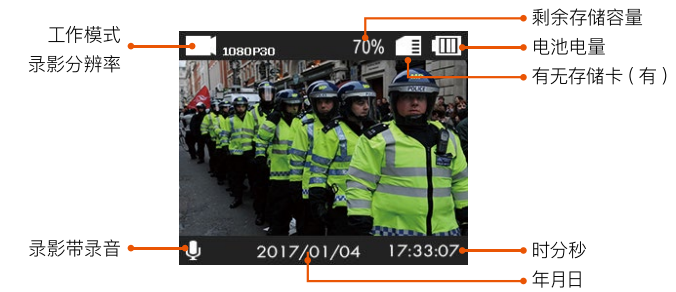 工作模式
录影分辨率
1080P30
70%
剩余存储容量
电池电量
有无存储卡(有)
POLICE
录影带录音
2017/01/04
17:33:07
时分秒
年月日